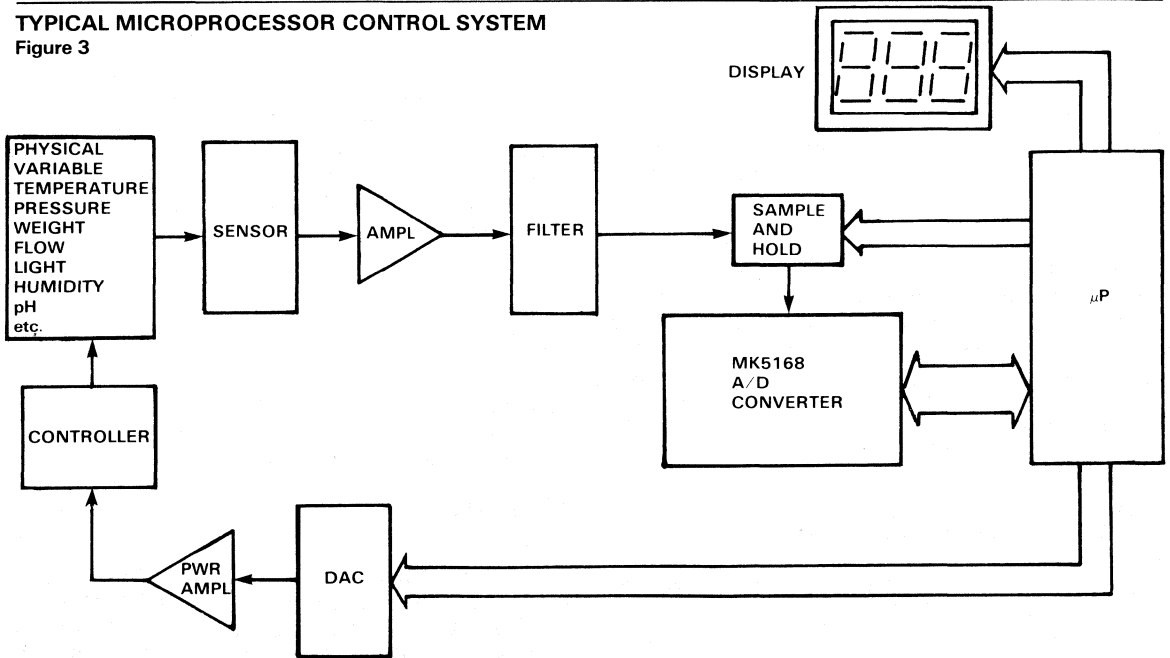 TYPICAL MICROPROCESSOR CONTROL SYSTEM
Figure 3
DISPLAY
PHYSICAL
VARIABLE
TEMPERATURE
PRESSURE
WEIGHT
FLOW
LIGHT
HUMIDITY
pH
etc.
SENSOR
AMPL
FILTER
SAMPLE
AND
HOLD
μP
MK5168
A/D
CONVERTER
CONTROLLER
PWR
AMPL
DAC